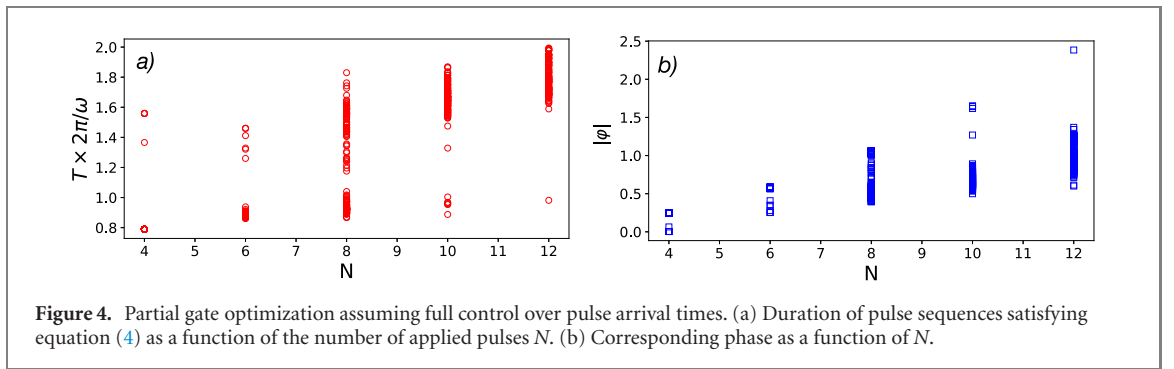 a)
2.0
1.8
1.6
1.4
1.2
1.0
0.8
T × 2π/ω
4 5 6 7 8 9 10 11 12
N
b)
2.5
2.0
1.5
1.0
0.5
0.0
|φ|
4 5 6 7 8 9 10 11 12
N
Figure 4. Partial gate optimization assuming full control over pulse arrival times. (a) Duration of pulse sequences satisfying
equation (4) as a function of the number of applied pulses N. (b) Corresponding phase as a function of N.